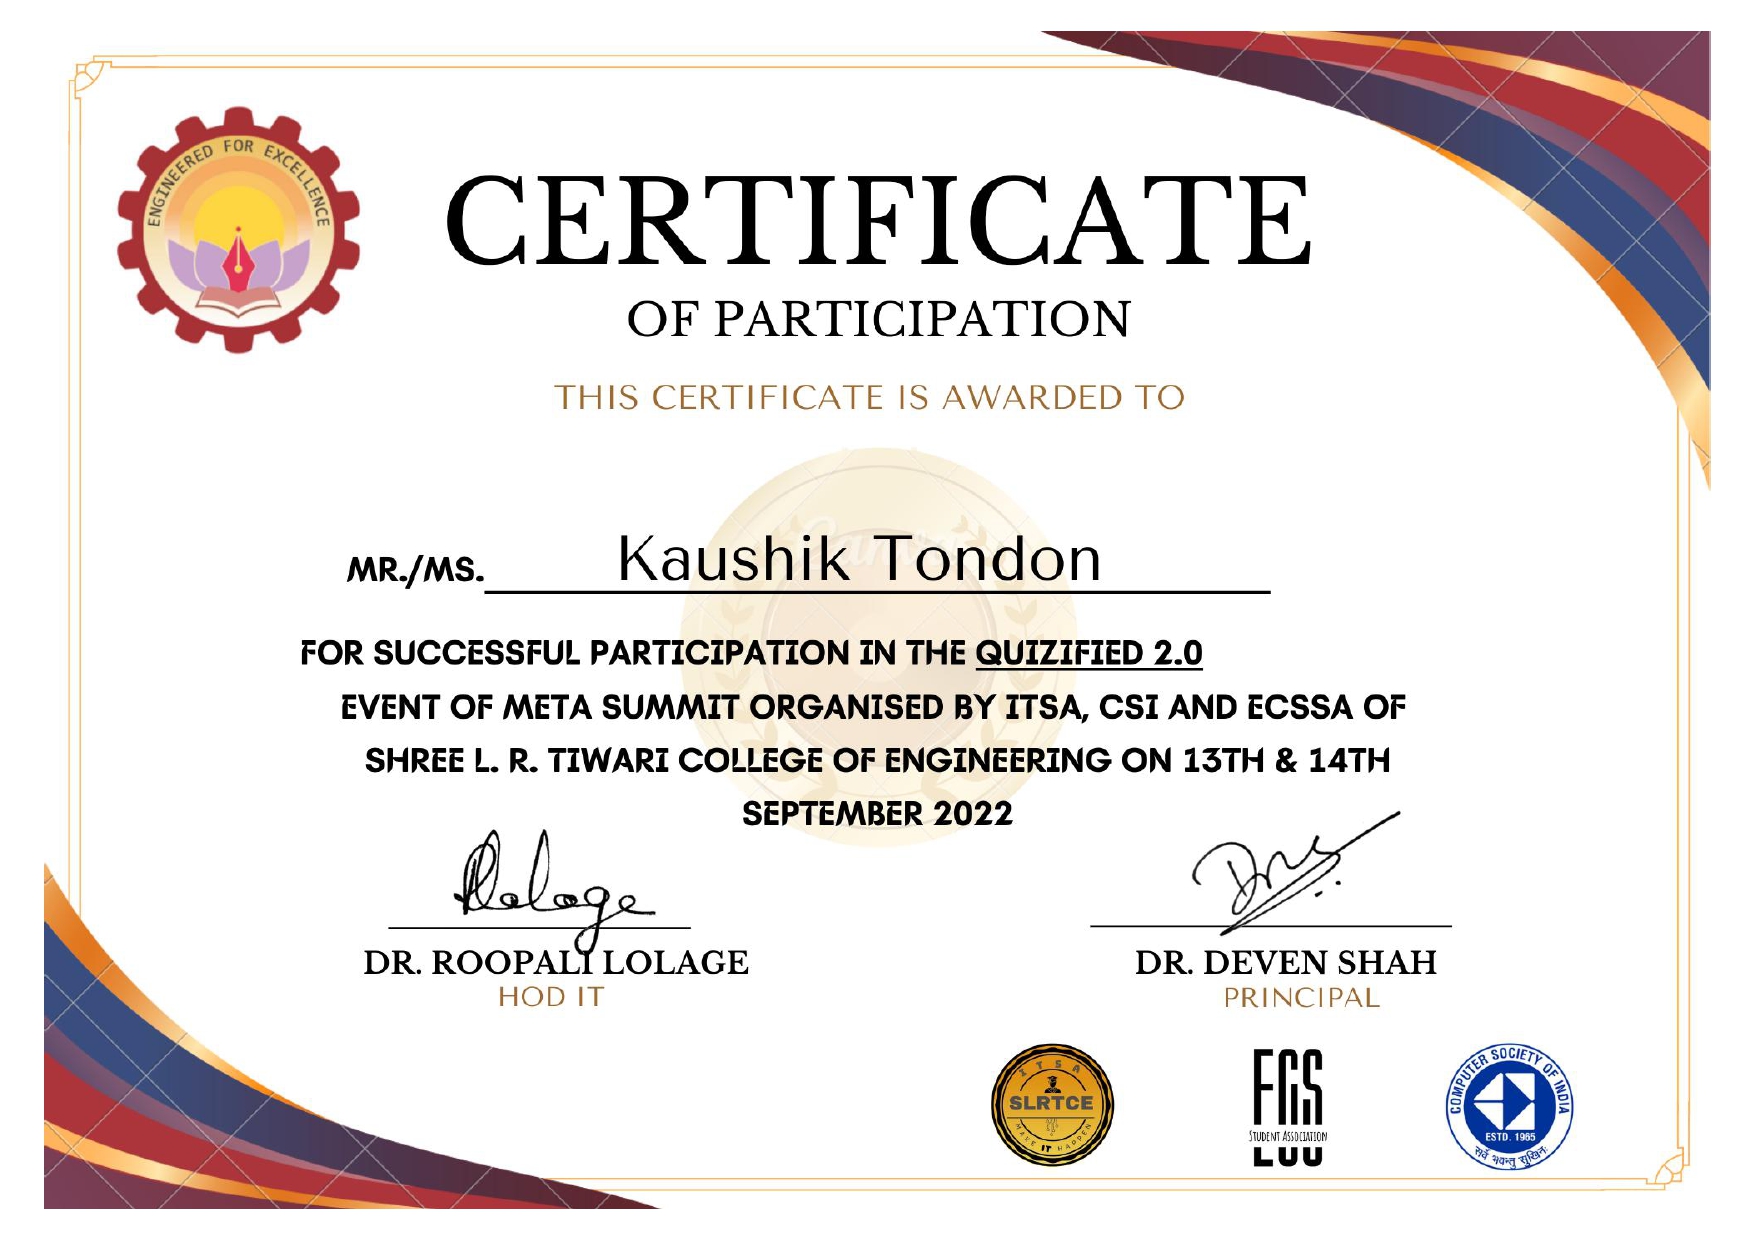 ENGINEERED FOR EXCELLENCE
CERTIFICATE
OF PARTICIPATION
THIS CERTIFICATE IS AWARDED TO
MR./MS. Kaushik Tondon
FOR SUCCESSFUL PARTICIPATION IN THE QUIZIFIED 2.0
EVENT OF META SUMMIT ORGANISED BY ITSA, CSI AND ECSSA OF
SHREE L. R. TIWARI COLLEGE OF ENGINEERING ON 13TH & 14TH
SEPTEMBER 2022
Lolage
DR. ROOPALI LOLAGE
HOD IT
DR. DEVEN SHAH
PRINCIPAL
ITSA
SLRTCE
MAKE IT HAPPEN
STUDENT ASSOCIATION
COMPUTER SOCIETY OF INDIA
ESTD. 1965
सर्वे भवन्तु सुखिनः